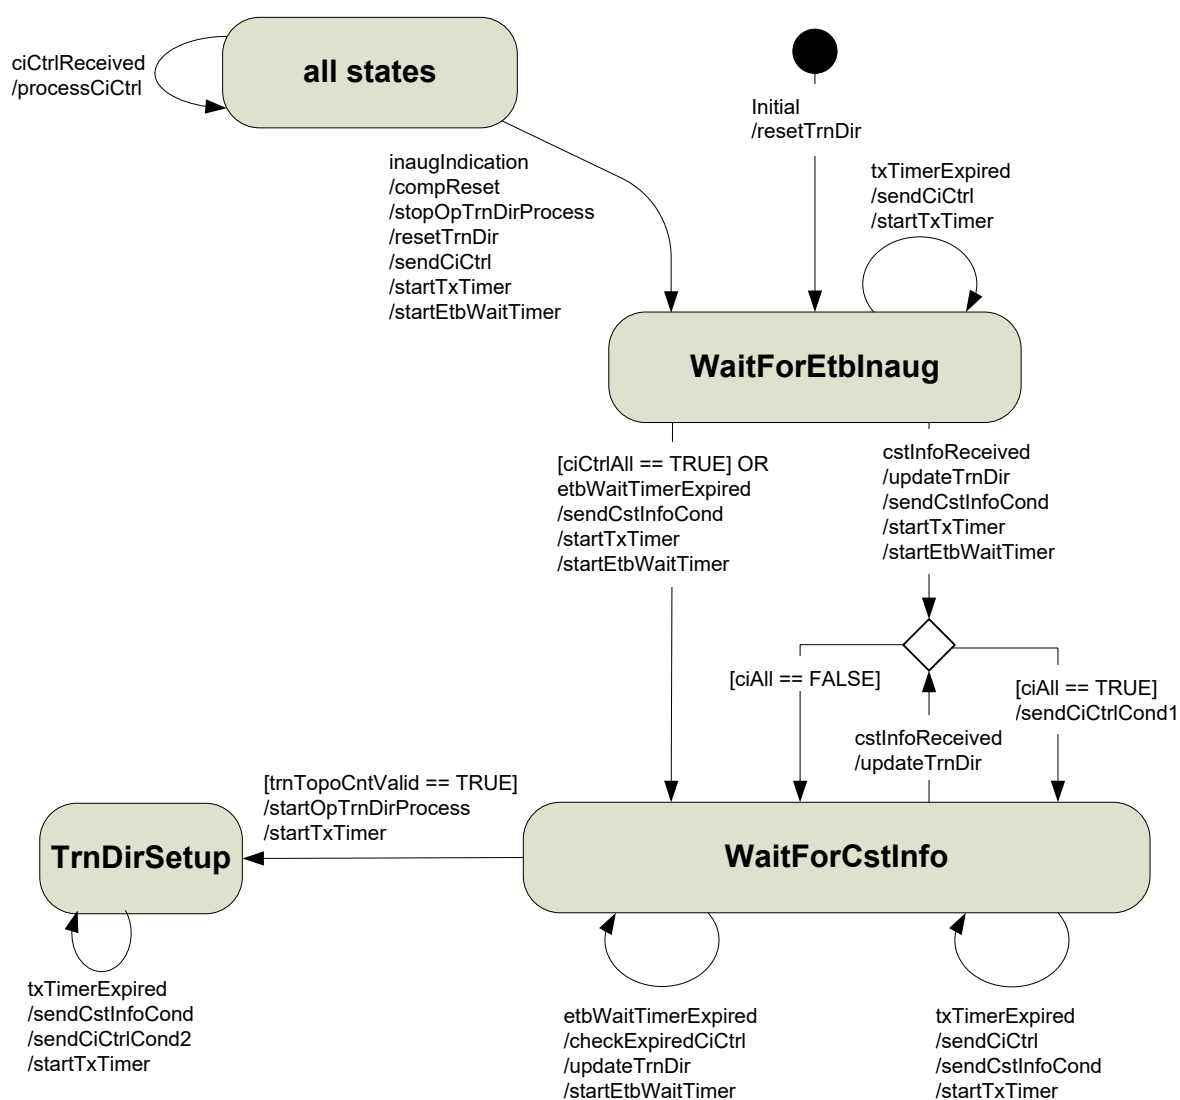 ciCtrlReceived
/processCiCtrl
all states
Initial
/resetTrnDir
inaugIndication
/compReset
/stopOpTrnDirProcess
/resetTrnDir
/sendCiCtrl
/startTxTimer
/startEtbWaitTimer
txTimerExpired
/sendCiCtrl
/startTxTimer
WaitForEtbInaug
[ciCtrlAll == TRUE] OR
etbWaitTimerExpired
/sendCstInfoCond
/startTxTimer
/startEtbWaitTimer
cstInfoReceived
/updateTrnDir
/sendCstInfoCond
/startTxTimer
/startEtbWaitTimer
[ciAll == FALSE]
[ciAll == TRUE]
/sendCiCtrlCond1
cstInfoReceived
/updateTrnDir
[trnTopoCntValid == TRUE]
/startOpTrnDirProcess
/startTxTimer
TrnDirSetup
WaitForCstInfo
txTimerExpired
/sendCstInfoCond
/sendCiCtrlCond2
/startTxTimer
etbWaitTimerExpired
/checkExpiredCiCtrl
/updateTrnDir
/startEtbWaitTimer
txTimerExpired
/sendCiCtrl
/sendCstInfoCond
/startTxTimer